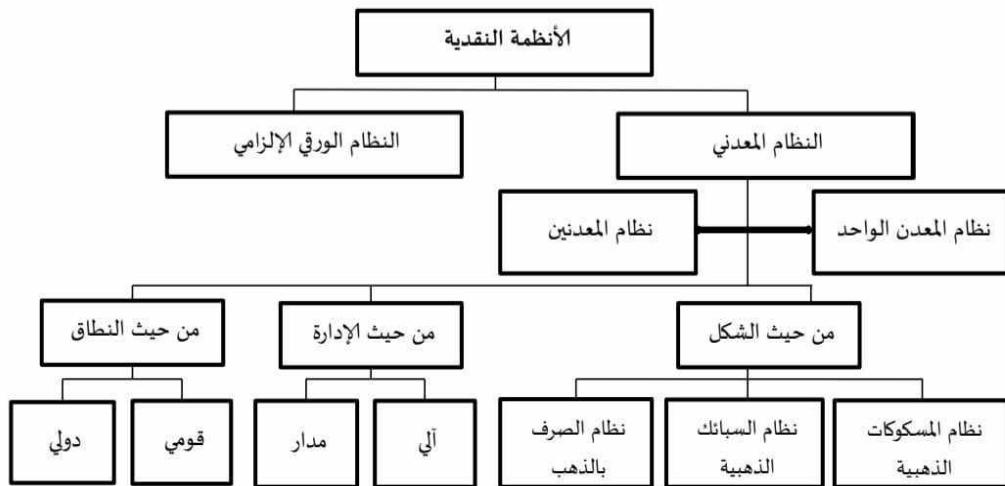 الأنظمة النقدية
النظام المعدني
النظام الورقي الإلزامي
نظام المعدن الواحد
نظام المعدنين
من حيث الشكل
من حيث الإدارة
من حيث النطاق
نظام المسكوكات
الذهبية
نظام السبائك
الذهبية
نظام الصرف
بالذهب
آلي
مدار
قومي
دولي